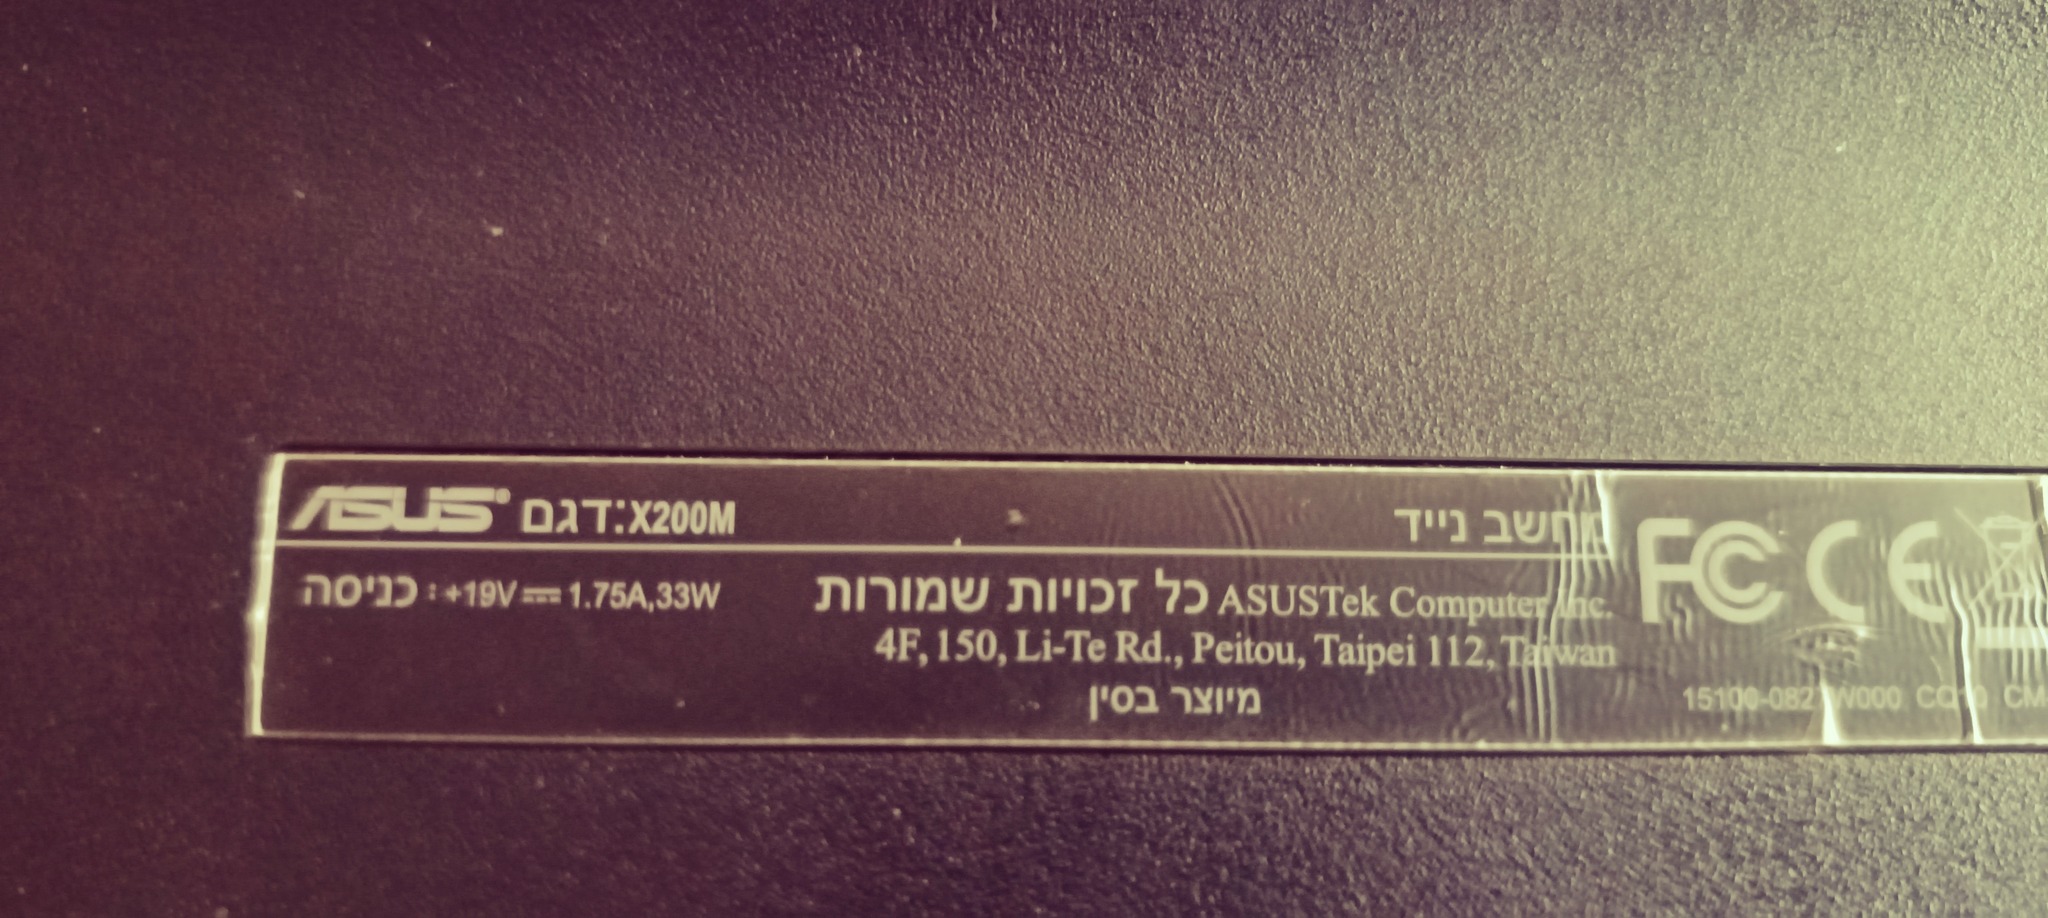 ASUS® דגם:X200M
מחשב נייד
כניסה: +19V⎓1.75A,33W
כל זכויות שמורות ASUSTek Computer Inc.
4F, 150, Li-Te Rd., Peitou, Taipei 112, Taiwan
מיוצר בסין
FC CE
CM